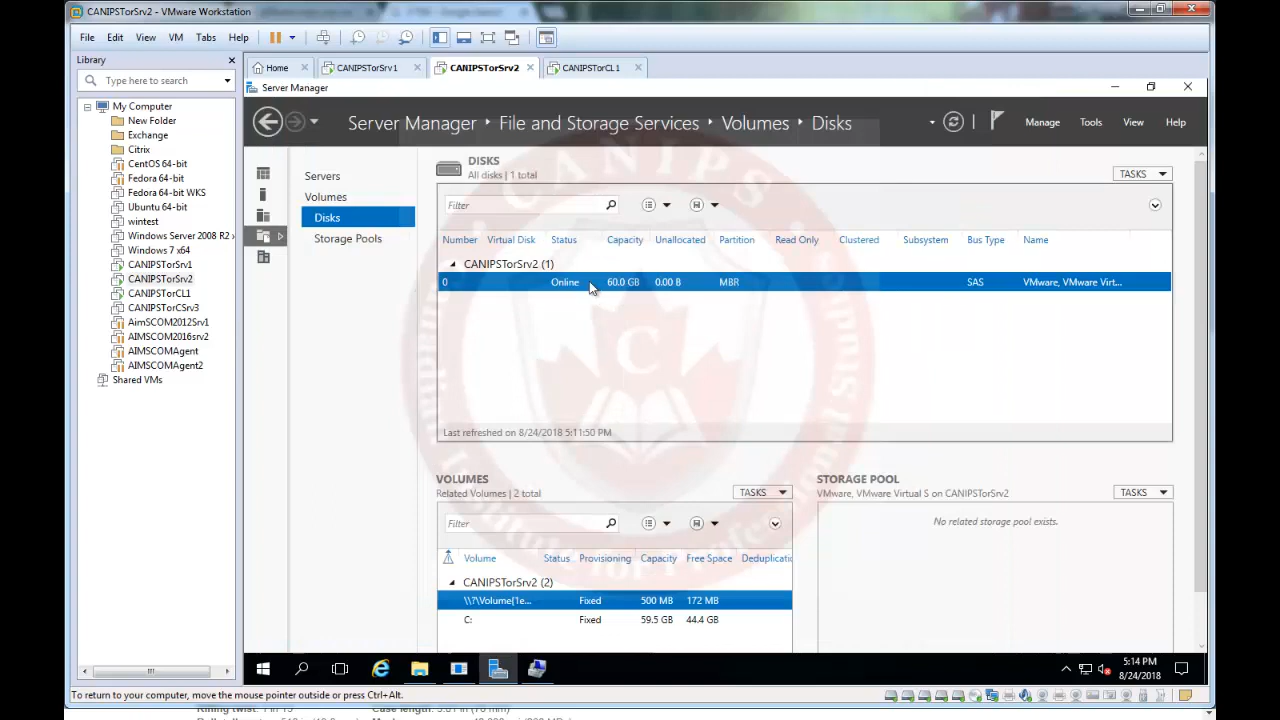 CANIPSTorSrv2 - VMware Workstation
File Edit View VM Tabs Help
Library
Type here to search
My Computer
New Folder
Exchange
Citrix
CentOS 64-bit
Fedora 64-bit
Fedora 64-bit WKS
Ubuntu 64-bit
wintest
Windows Server 2008 R2 x
Windows 7 x64
CANIPSTorSrv1
CANIPSTorSrv2
CANIPSTorCL1
CANIPSTorCSrv3
AimSCOM2012Srv1
AIMSCOM2016srv2
AIMSCOMAgent
AIMSCOMAgent2
Shared VMs
Home CANIPSTorSrv1 CANIPSTorSrv2 CANIPSTorCL1
Server Manager
Server Manager File and Storage Services Volumes Disks Manage Tools View Help
Servers
Volumes
Disks
Storage Pools
DISKS
All disks | 1 total TASKS
Filter
Number Virtual Disk Status Capacity Unallocated Partition Read Only Clustered Subsystem Bus Type Name
CANIPSTorSrv2 (1)
0 Online 60.0 GB 0.00 B MBR SAS VMware, VMware Virt...
Last refreshed on 8/24/2018 5:11:50 PM
VOLUMES
Related Volumes | 2 total TASKS
Filter
Volume Status Provisioning Capacity Free Space Deduplicatio
CANIPSTorSrv2 (2)
\\?\Volume{1e... Fixed 500 MB 172 MB
C: Fixed 59.5 GB 44.4 GB
STORAGE POOL
VMware, VMware Virtual S on CANIPSTorSrv2 TASKS
No related storage pool exists.
5:14 PM
8/24/2018
To return to your computer, move the mouse pointer outside or press Ctrl+Alt.
CANIPS
C